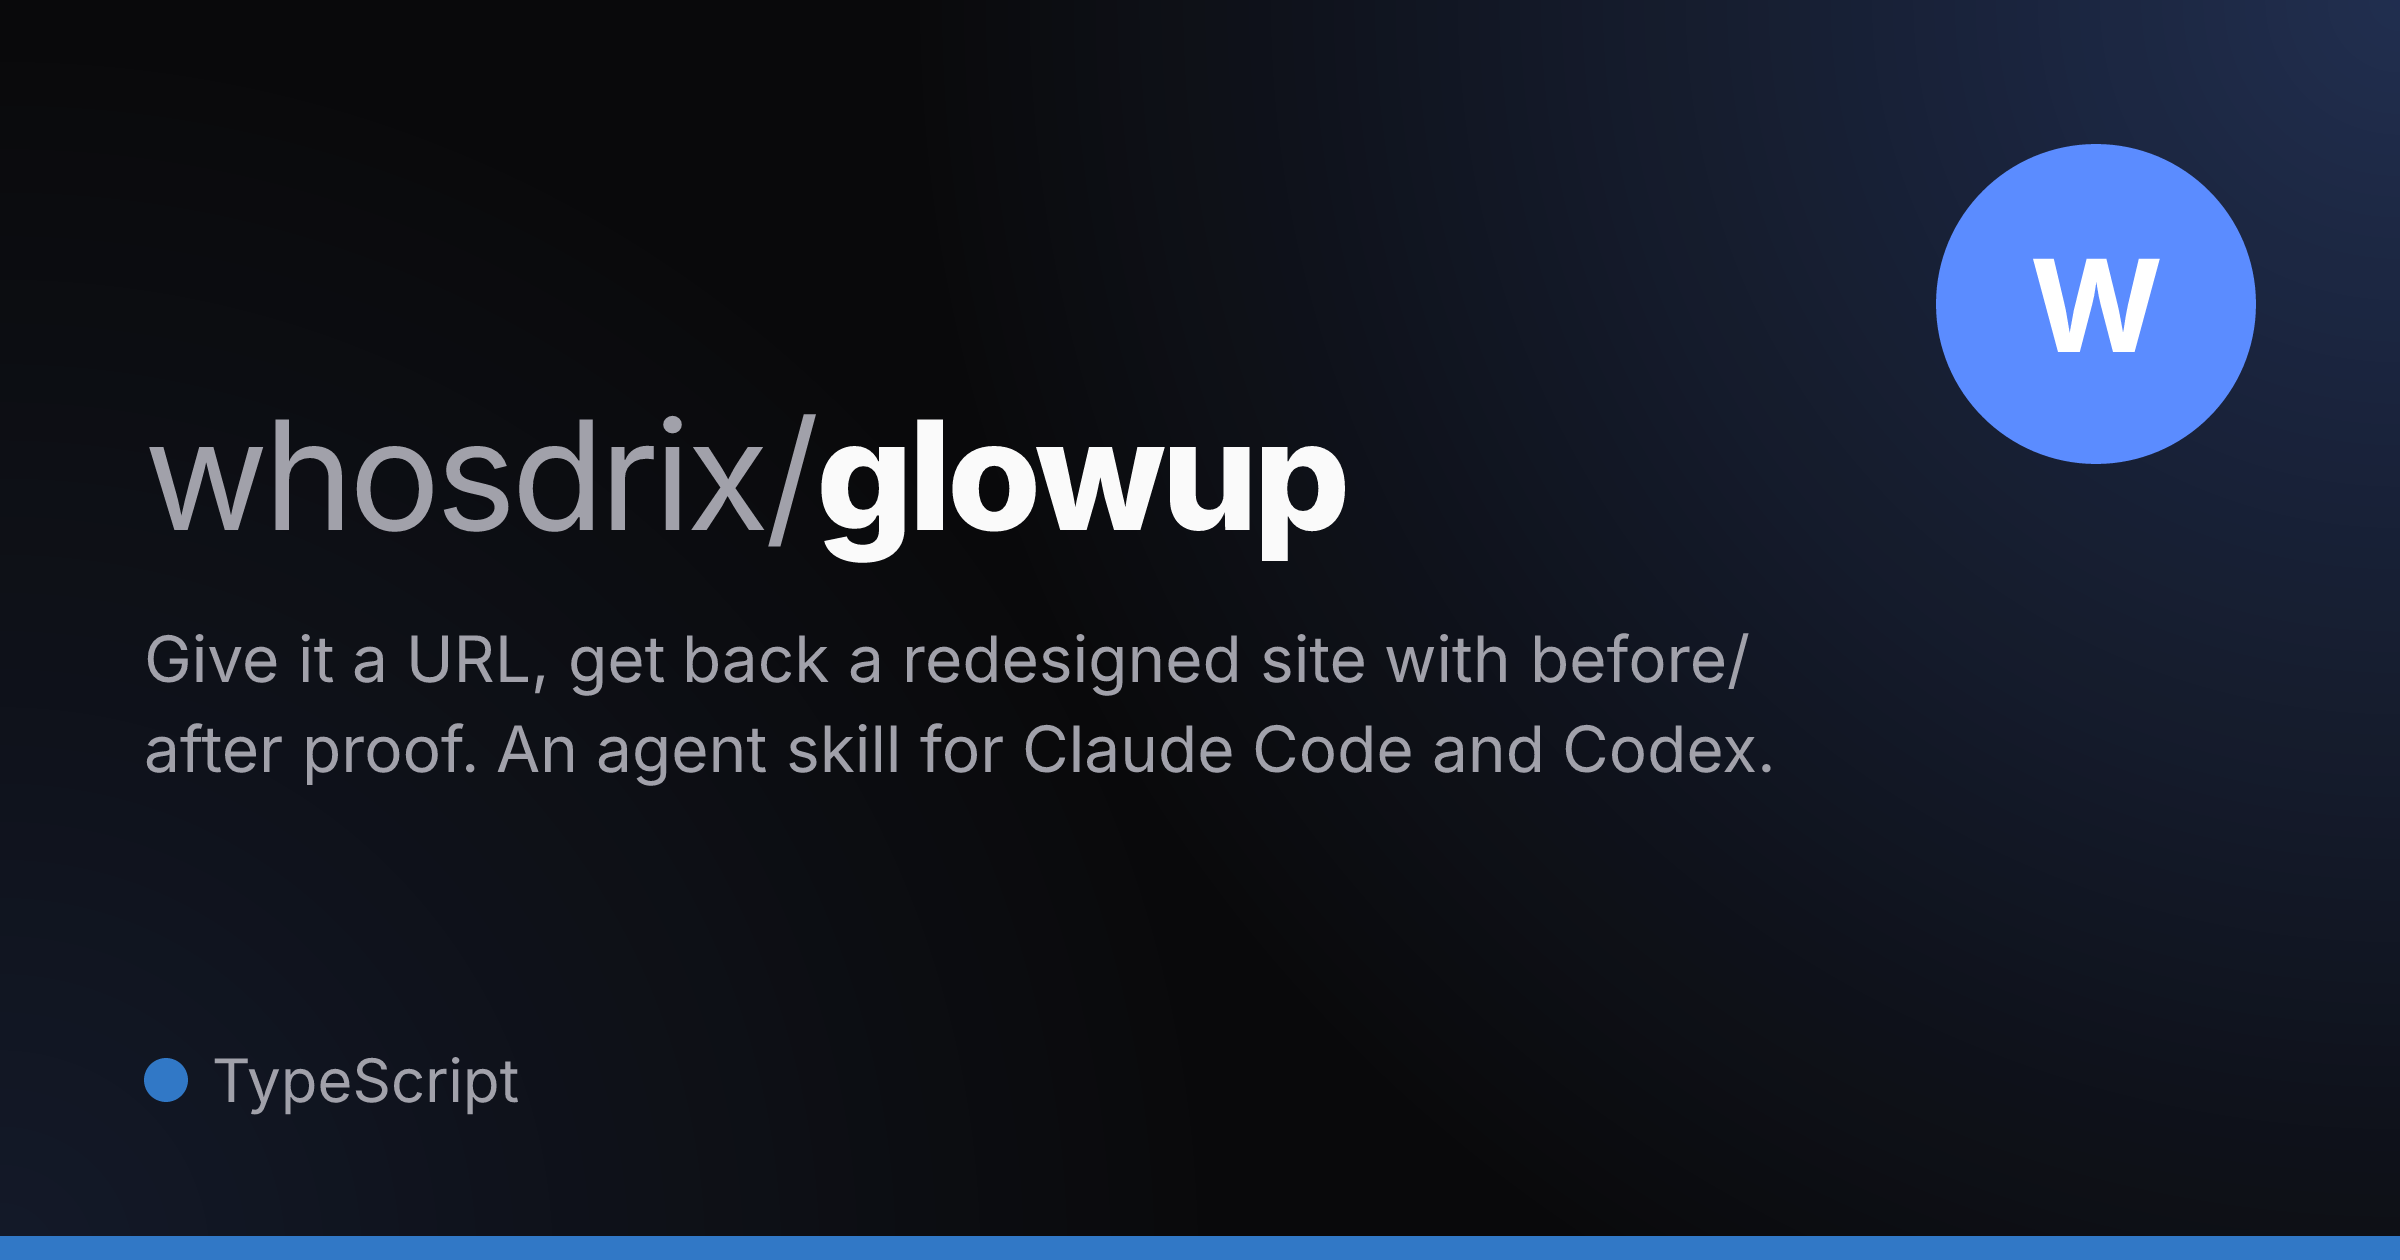 W
whosdrix/glowup
Give it a URL, get back a redesigned site with before/
after proof. An agent skill for Claude Code and Codex.
TypeScript